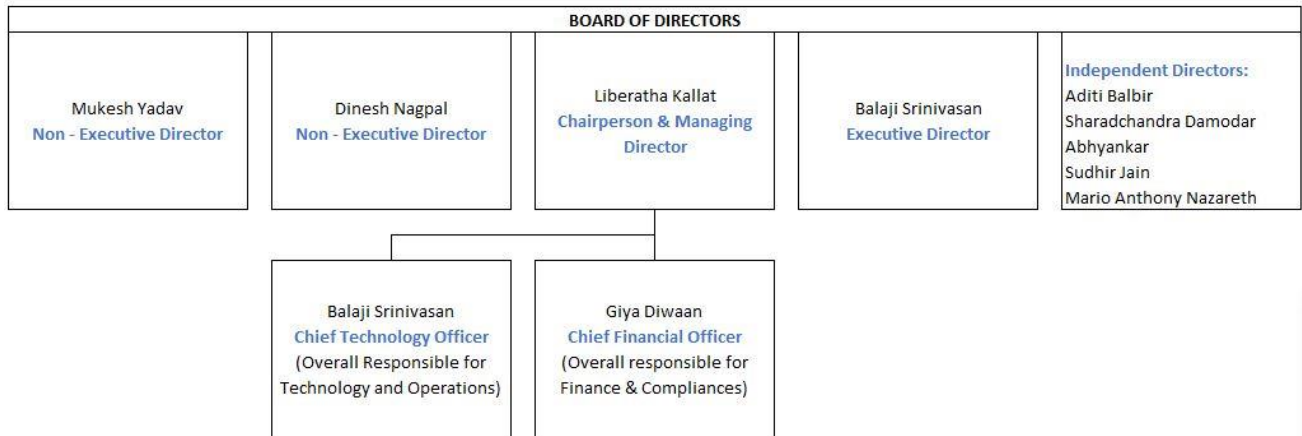 BOARD OF DIRECTORS
Mukesh Yadav
Non - Executive Director
Dinesh Nagpal
Non - Executive Director
Liberatha Kallat
Chairperson & Managing
Director
Balaji Srinivasan
Executive Director
Independent Directors:
Aditi Balbir
Sharadchandra Damodar
Abhyankar
Sudhir Jain
Mario Anthony Nazareth
Balaji Srinivasan
Chief Technology Officer
(Overall Responsible for
Technology and Operations)
Giya Diwaan
Chief Financial Officer
(Overall responsible for
Finance & Compliances)